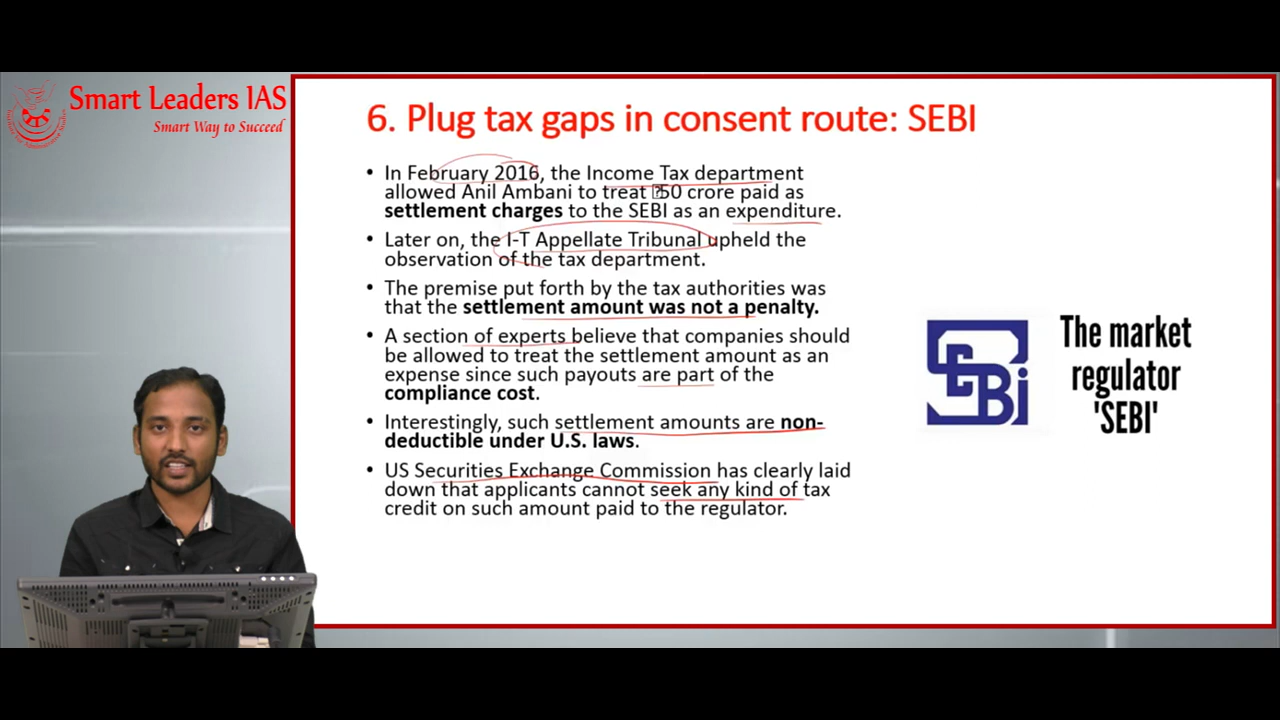 Smart Leaders IAS
Smart Way to Succeed
6. Plug tax gaps in consent route: SEBI
• In February 2016, the Income Tax department
allowed Anil Ambani to treat 50 crore paid as
settlement charges to the SEBI as an expenditure.
• Later on, the I-T Appellate Tribunal upheld the
observation of the tax department.
• The premise put forth by the tax authorities was
that the settlement amount was not a penalty.
• A section of experts believe that companies should
be allowed to treat the settlement amount as an
expense since such payouts are part of the
compliance cost.
• Interestingly, such settlement amounts are non-
deductible under U.S. laws.
• US Securities Exchange Commission has clearly laid
down that applicants cannot seek any kind of tax
credit on such amount paid to the regulator.
SEBI
The market
regulator
'SEBI'